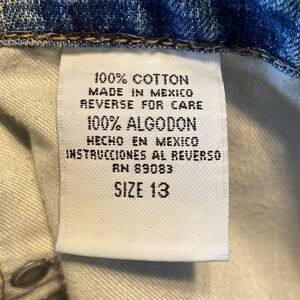 100% COTTON
MADE IN MEXICO
REVERSE FOR CARE
100% ALGODON
HECHO EN MEXICO
INSTRUCCIONES AL REVERSO
RN 89083
SIZE 13